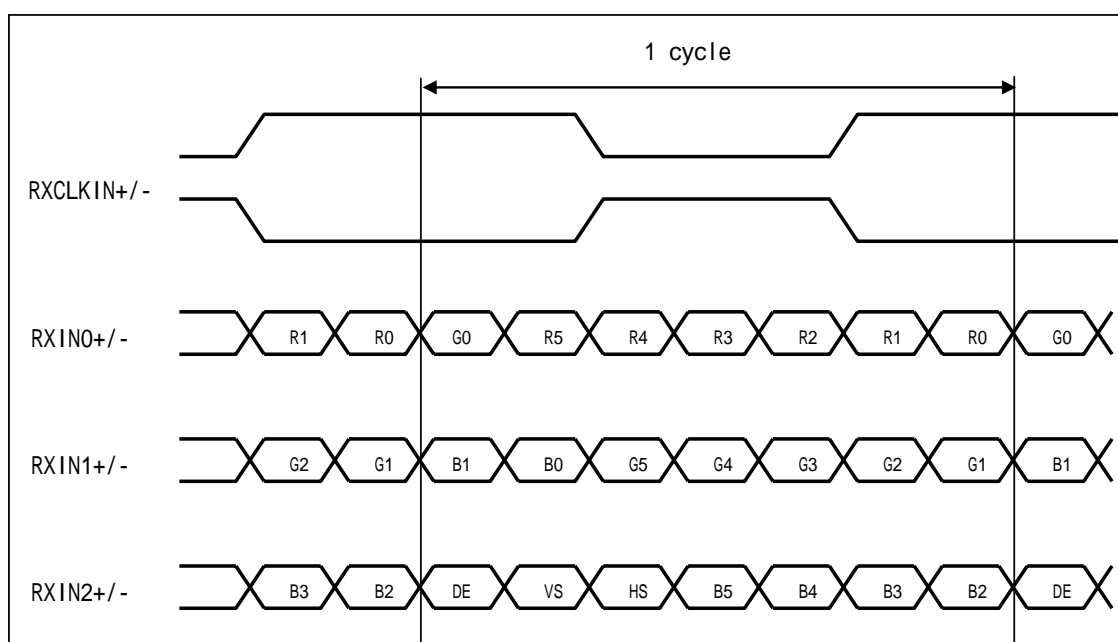 1 cycle
RXCLKIN+/-
RXIN0+/- R1 R0 G0 R5 R4 R3 R2 R1 R0 G0
RXIN1+/- G2 G1 B1 B0 G5 G4 G3 G2 G1 B1
RXIN2+/- B3 B2 DE VS HS B5 B4 B3 B2 DE